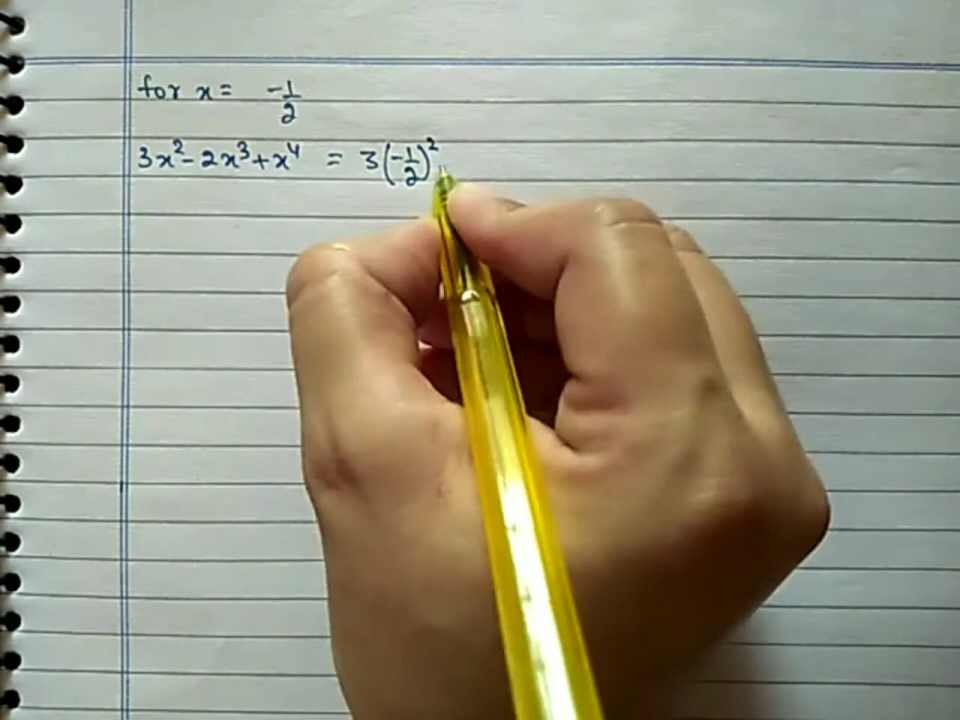 for x = -1/2
3x² - 2x³ + x⁴ = 3(-1/2)²